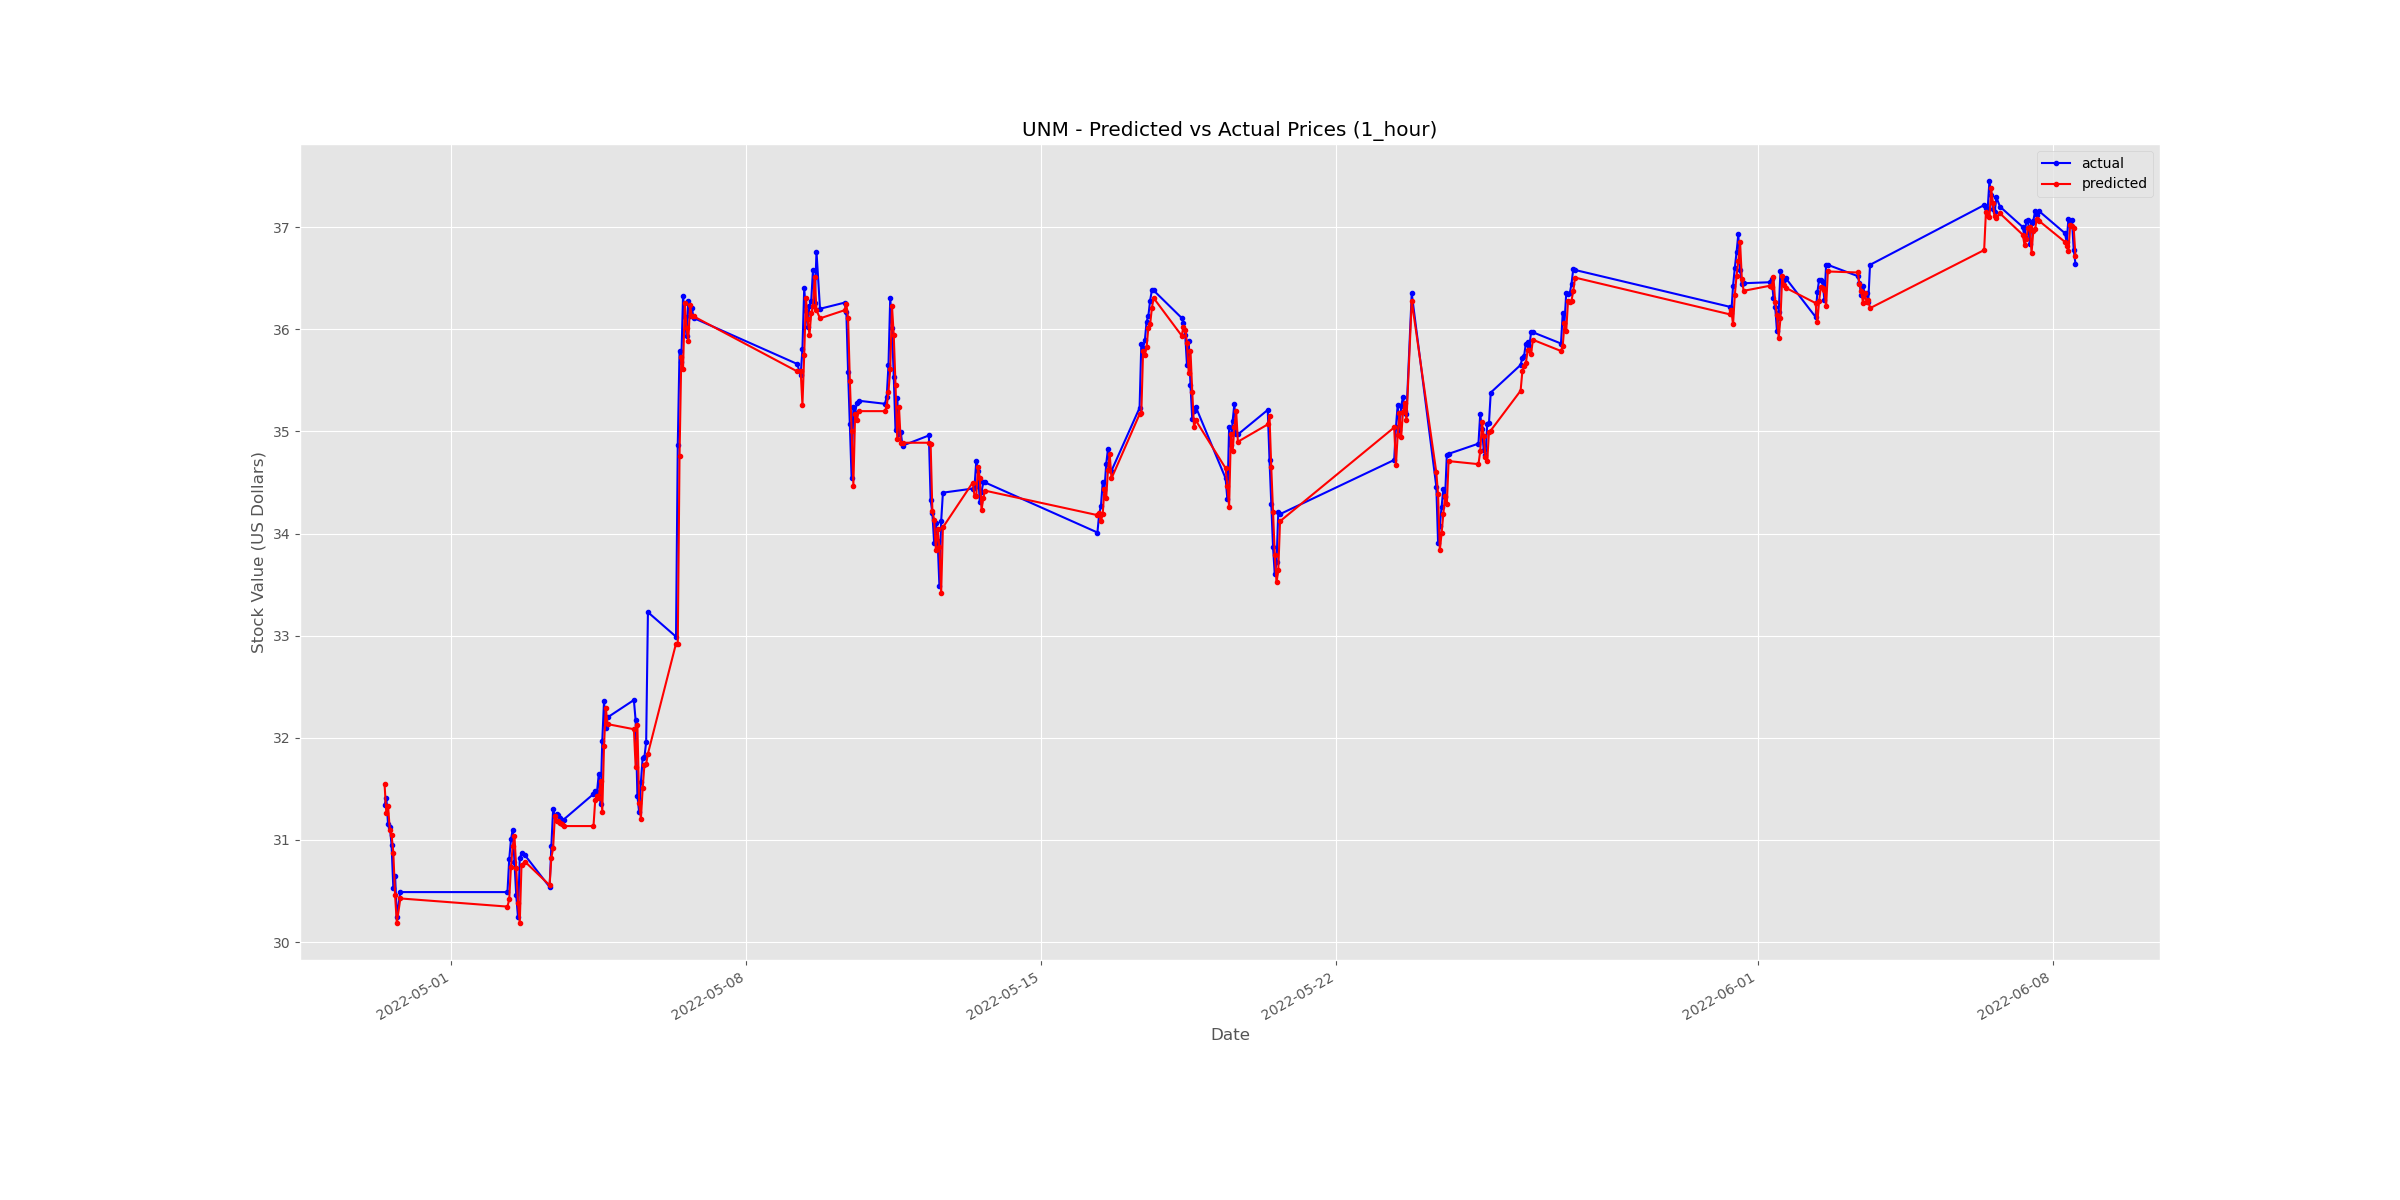 UNM - Predicted vs Actual Prices (1_hour)
actual
predicted
37
36
35
34
33
32
31
30
Stock Value (US Dollars)
2022-05-01
2022-05-08
2022-05-15
2022-05-22
2022-06-01
2022-06-08
Date